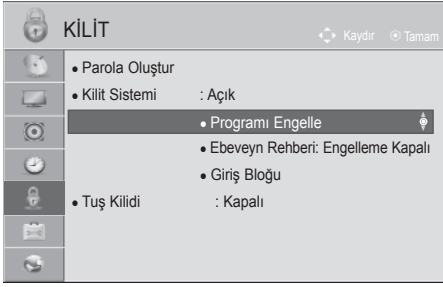 KİLİT
Kaydır Tamam
• Parola Oluştur
• Kilit Sistemi : Açık
• Programı Engelle
• Ebeveyn Rehberi: Engelleme Kapalı
• Giriş Bloğu
• Tuş Kilidi : Kapalı